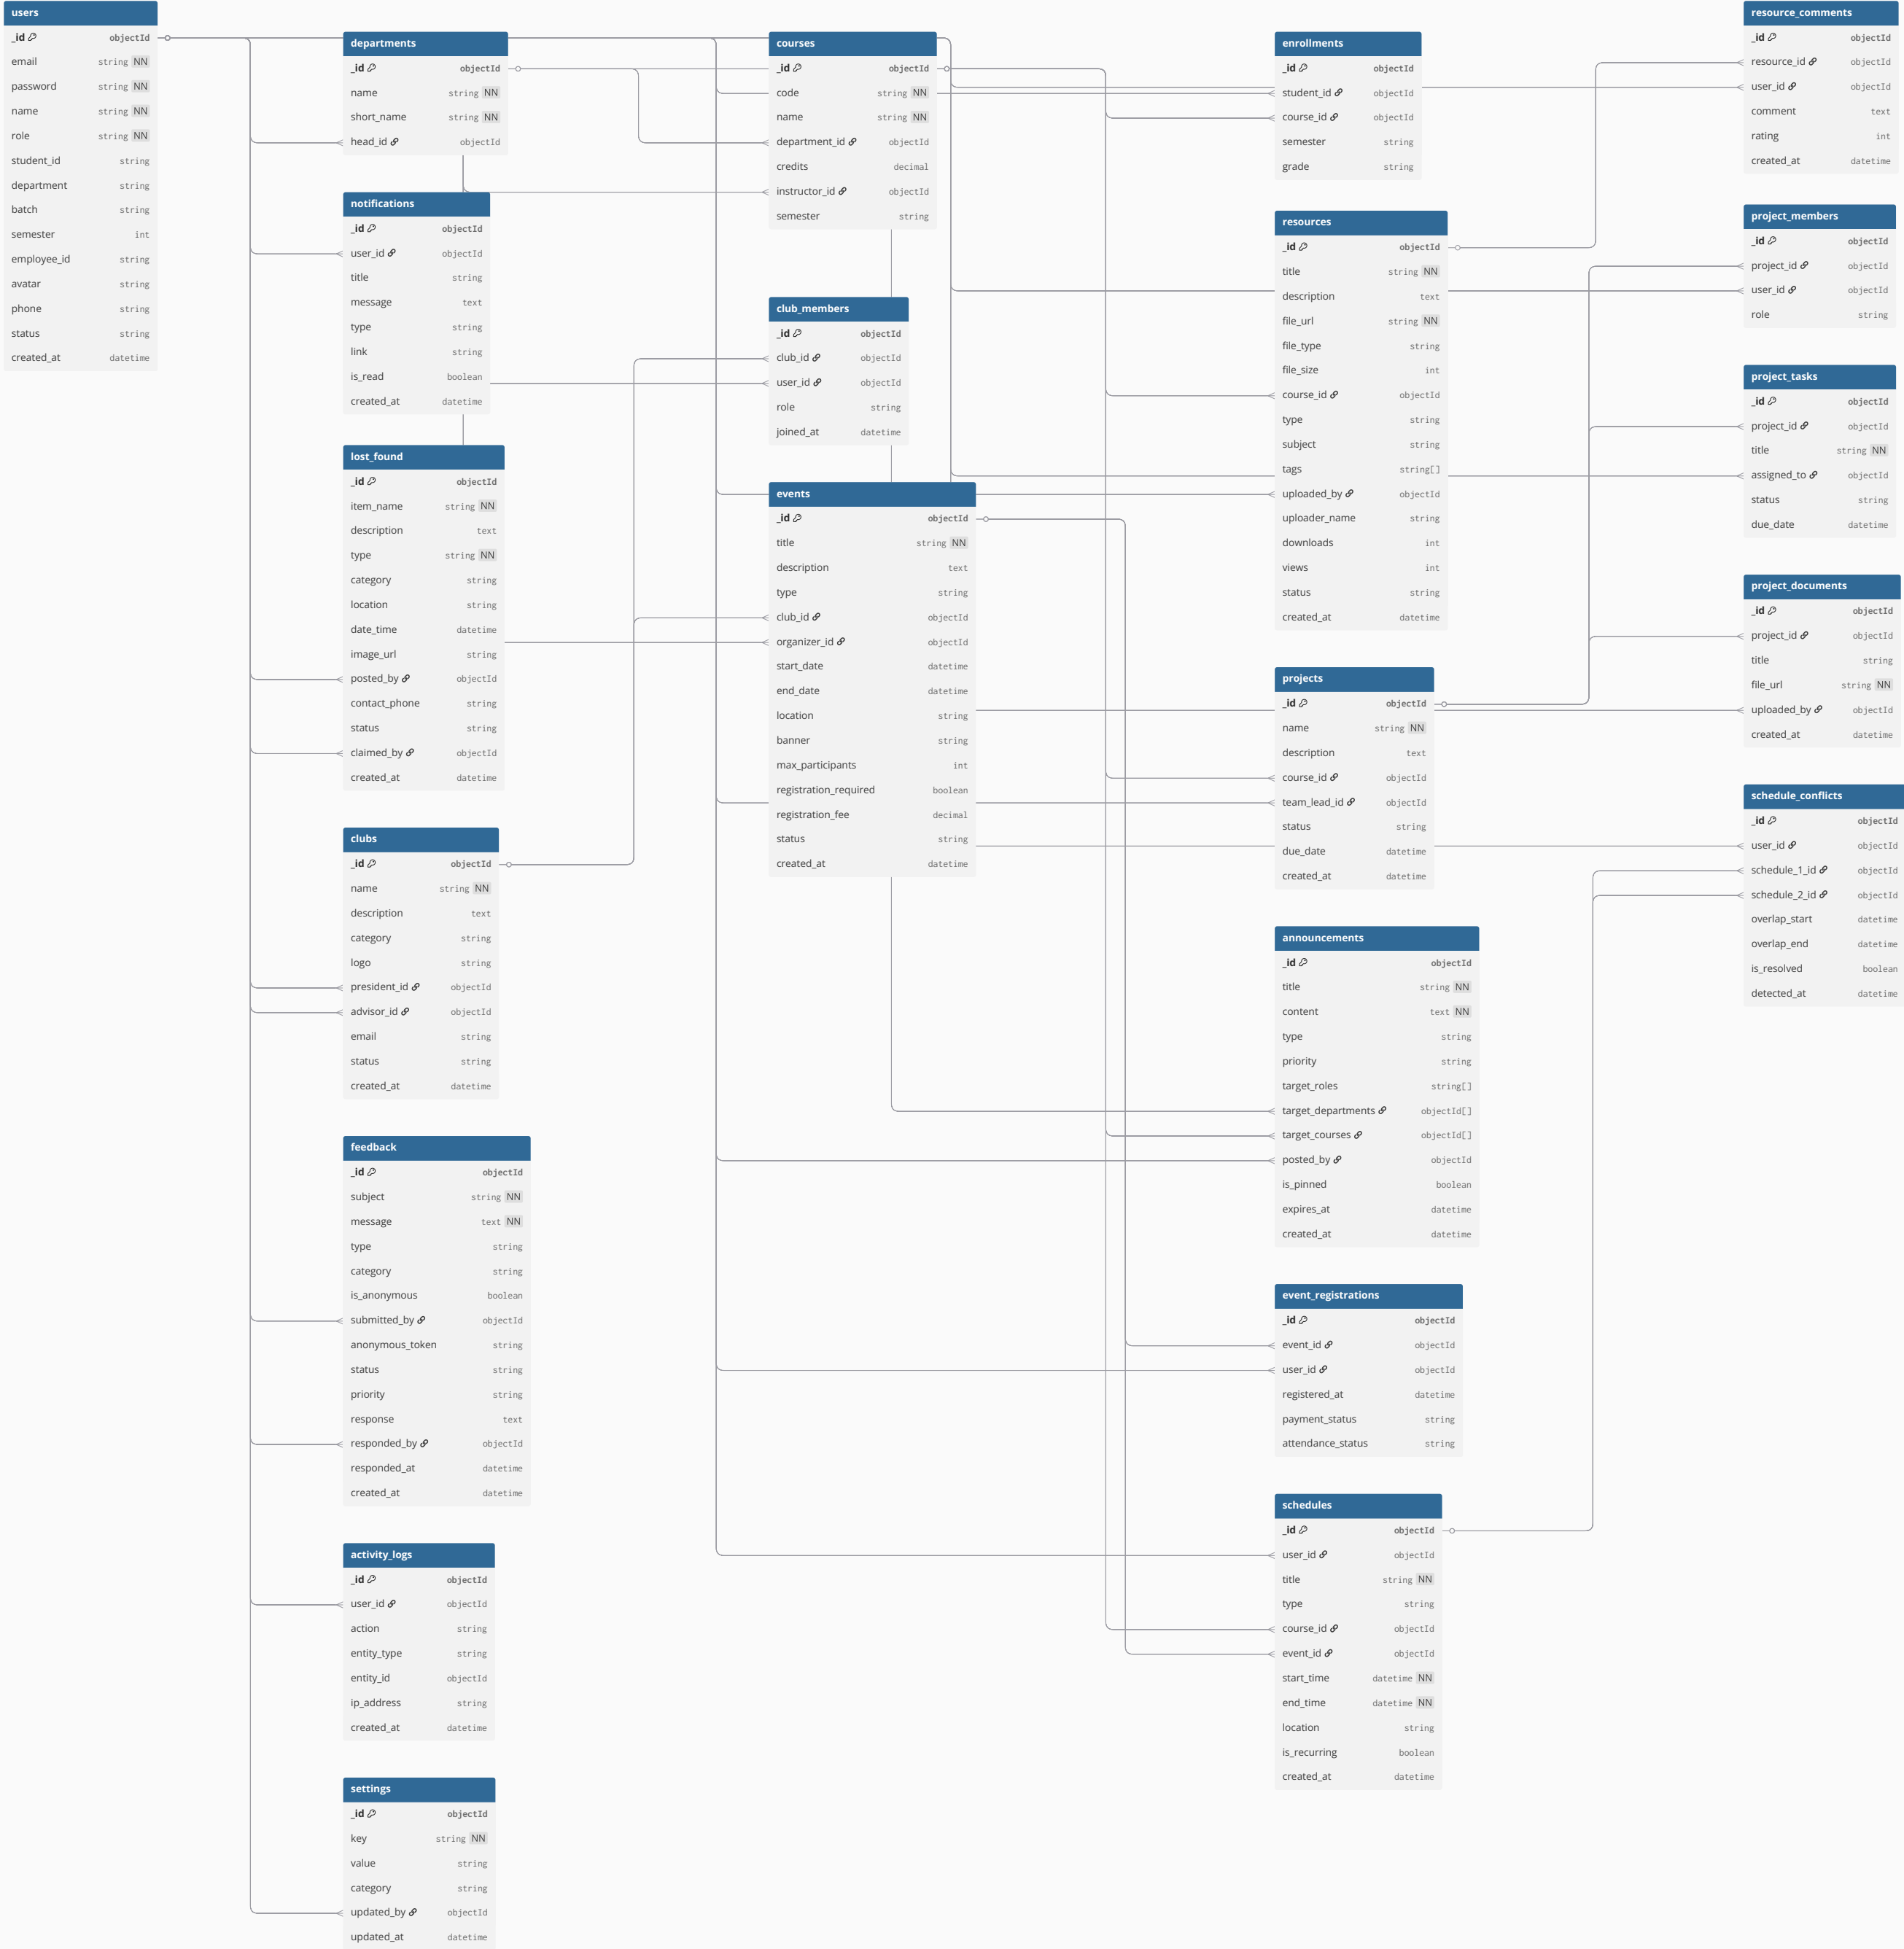 users
_id objectId
email string NN
password string NN
name string NN
role string NN
student_id string
department string
batch string
semester int
employee_id string
avatar string
phone string
status string
created_at datetime
departments
_id objectId
name string NN
short_name string NN
head_id objectId
notifications
_id objectId
user_id objectId
title string
message text
type string
link string
is_read boolean
created_at datetime
lost_found
_id objectId
item_name string NN
description text
type string NN
category string
location string
date_time datetime
image_url string
posted_by objectId
contact_phone string
status string
claimed_by objectId
created_at datetime
clubs
_id objectId
name string NN
description text
category string
logo string
president_id objectId
advisor_id objectId
email string
status string
created_at datetime
feedback
_id objectId
subject string NN
message text NN
type string
category string
is_anonymous boolean
submitted_by objectId
anonymous_token string
status string
priority string
response text
responded_by objectId
responded_at datetime
created_at datetime
activity_logs
_id objectId
user_id objectId
action string
entity_type string
entity_id objectId
ip_address string
created_at datetime
settings
_id objectId
key string NN
value string
category string
updated_by objectId
updated_at datetime
courses
_id objectId
code string NN
name string NN
department_id objectId
credits decimal
instructor_id objectId
semester string
club_members
_id objectId
club_id objectId
user_id objectId
role string
joined_at datetime
events
_id objectId
title string NN
description text
type string
club_id objectId
organizer_id objectId
start_date datetime
end_date datetime
location string
banner string
max_participants int
registration_required boolean
registration_fee decimal
status string
created_at datetime
enrollments
_id objectId
student_id objectId
course_id objectId
semester string
grade string
resources
_id objectId
title string NN
description text
file_url string NN
file_type string
file_size int
course_id objectId
type string
subject string
tags string[]
uploaded_by objectId
uploader_name string
downloads int
views int
status string
created_at datetime
projects
_id objectId
name string NN
description text
course_id objectId
team_lead_id objectId
status string
due_date datetime
created_at datetime
announcements
_id objectId
title string NN
content text NN
type string
priority string
target_roles string[]
target_departments objectId[]
target_courses objectId[]
posted_by objectId
is_pinned boolean
expires_at datetime
created_at datetime
event_registrations
_id objectId
event_id objectId
user_id objectId
registered_at datetime
payment_status string
attendance_status string
schedules
_id objectId
user_id objectId
title string NN
type string
course_id objectId
event_id objectId
start_time datetime NN
end_time datetime NN
location string
is_recurring boolean
created_at datetime
resource_comments
_id objectId
resource_id objectId
user_id objectId
comment text
rating int
created_at datetime
project_members
_id objectId
project_id objectId
user_id objectId
role string
project_tasks
_id objectId
project_id objectId
title string NN
assigned_to objectId
status string
due_date datetime
project_documents
_id objectId
project_id objectId
title string
file_url string NN
uploaded_by objectId
created_at datetime
schedule_conflicts
_id objectId
user_id objectId
schedule_1_id objectId
schedule_2_id objectId
overlap_start datetime
overlap_end datetime
is_resolved boolean
detected_at datetime